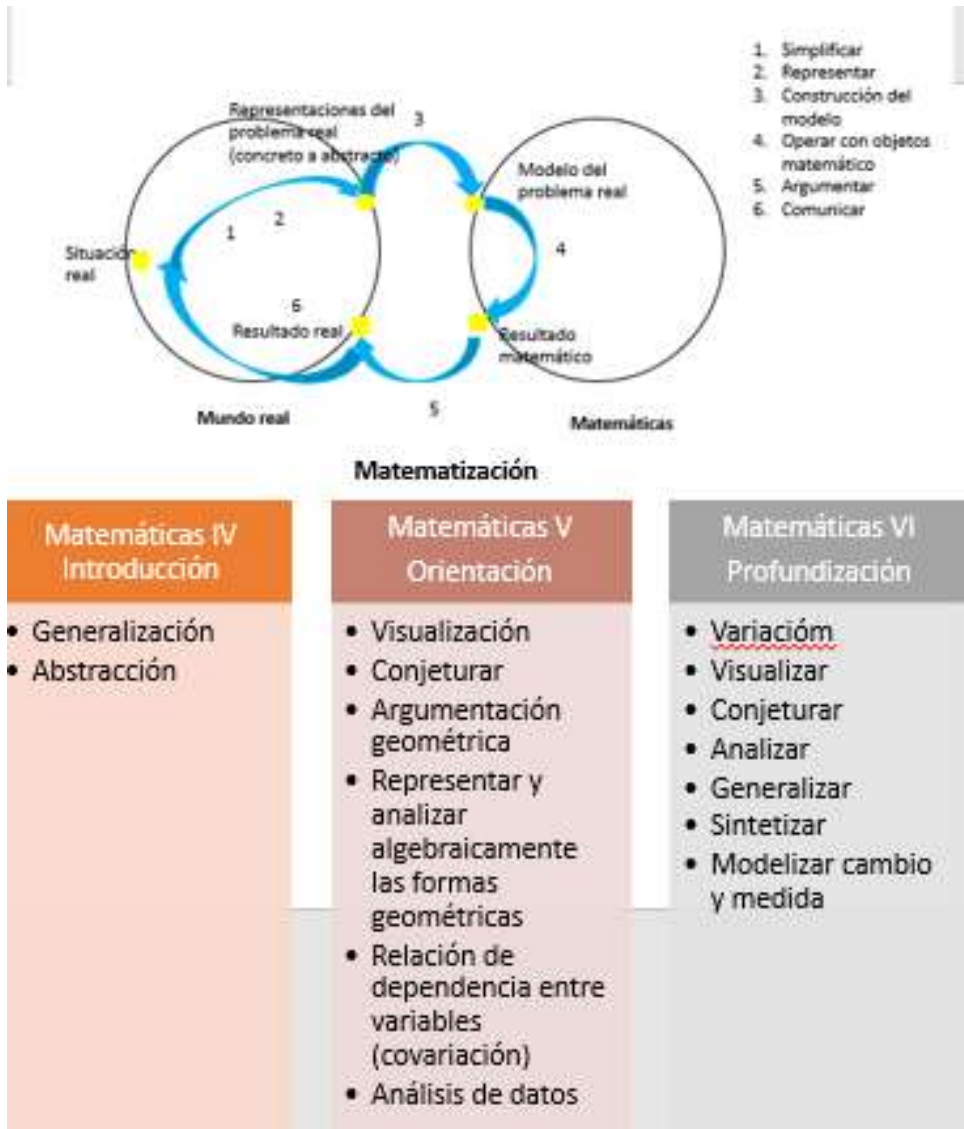 1. Simplificar
2. Representar
3. Construcción del
modelo
4. Operar con objetos
matemático
5. Argumentar
6. Comunicar
Representaciones del
problema real
(concreto a abstracto)
3
Modelo del
problema real
1
2
4
Situación
real
6
Resultado real
Resultado
matemático
5
Mundo real
Matemáticas
Matematización
Matemáticas IV
Introducción
• Generalización
• Abstracción
Matemáticas V
Orientación
• Visualización
• Conjeturar
• Argumentación
geométrica
• Representar y
analizar
algebraicamente
las formas
geométricas
• Relación de
dependencia entre
variables
(covariación)
• Análisis de datos
Matemáticas VI
Profundización
• Variacióm
• Visualizar
• Conjeturar
• Analizar
• Generalizar
• Sintetizar
• Modelizar cambio
y medida